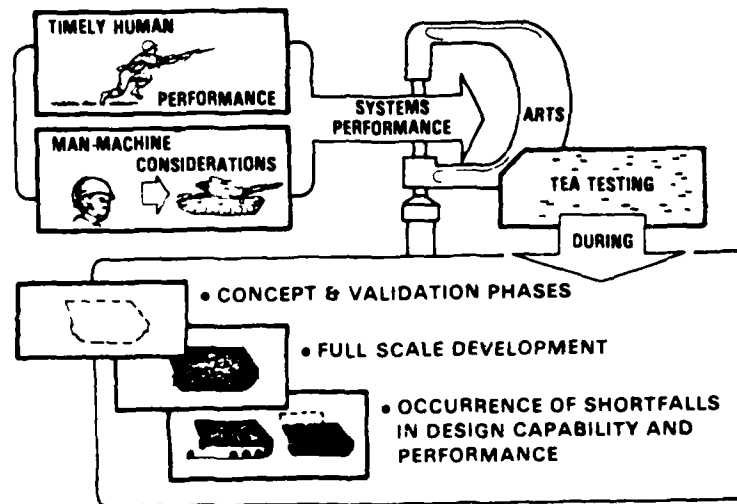 TIMELY HUMAN
PERFORMANCE
MAN-MACHINE
CONSIDERATIONS
SYSTEMS
PERFORMANCE
ARTS
TEA TESTING
DURING
• CONCEPT & VALIDATION PHASES
• FULL SCALE DEVELOPMENT
• OCCURRENCE OF SHORTFALLS
IN DESIGN CAPABILITY AND
PERFORMANCE